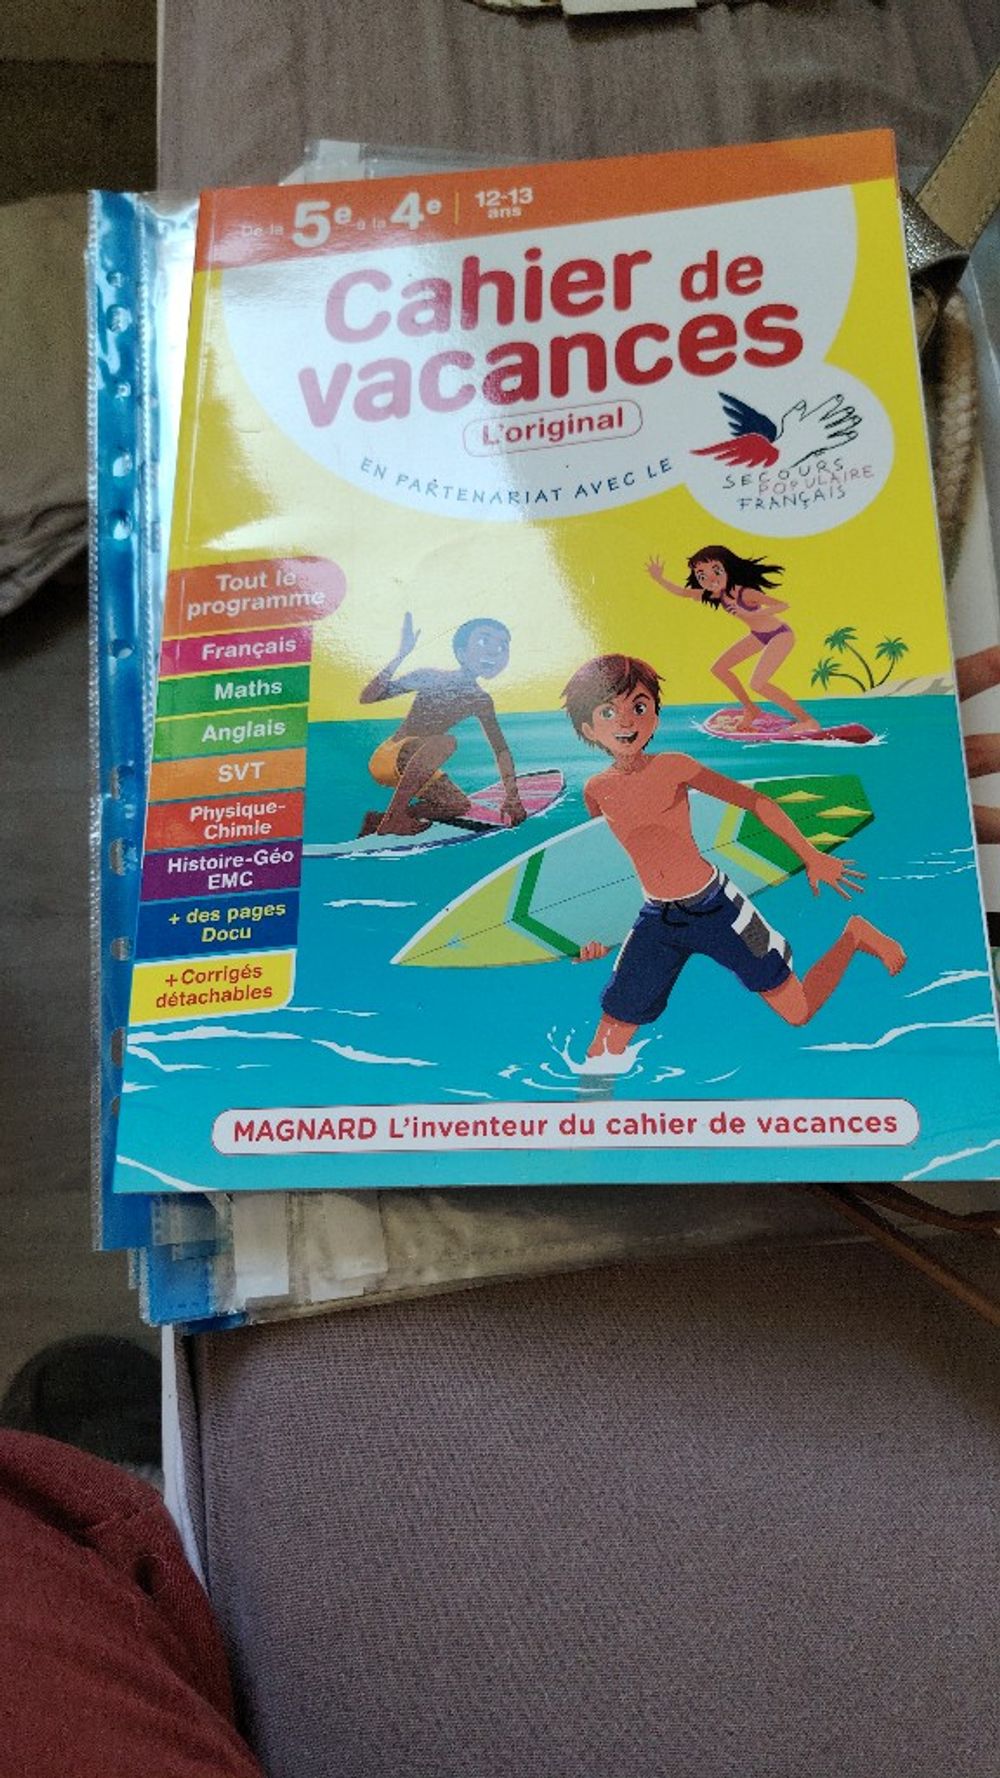 De la 5e à la 4e | 12-13 ans
Cahier de
vacances
L'original
EN PARTENARIAT AVEC LE
SECOURS
POPULAIRE
FRANÇAIS
Tout le
programme
Français
Maths
Anglais
SVT
Physique-
Chimie
Histoire-Géo
EMC
+ des pages
Docu
+Corrigés
détachables
MAGNARD L'inventeur du cahier de vacances